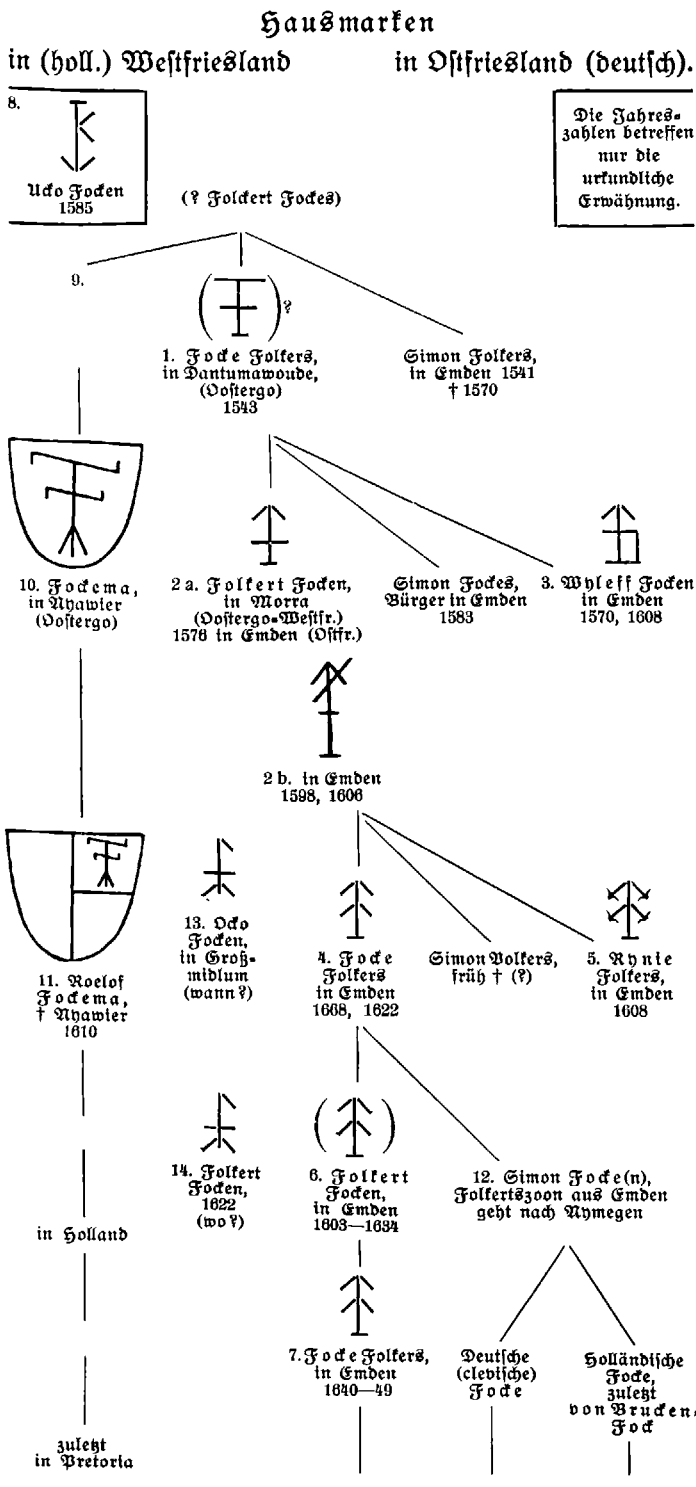 Hausmarken
in (holl.) Westfriesland
in Ostfriesland (deutsch).
8.
Ucko Focken
1585
(? Folckert Fockes)
Die Jahres-
zahlen betreffen
nur die
urkundliche
Erwähnung.
9.
?
1. Focke Folkers,
in Dantumawoude,
(Oostergo)
1543
Simon Folkers,
in Emden 1541
† 1570
10. Fockema,
in Nyawier
(Oostergo)
2 a. Folkert Focken,
in Morra
(Oostergo-Westfr.)
1576 in Emden (Ostfr.)
Simon Fockes,
Bürger in Emden
1583
3. Wyleff Focken
in Emden
1570, 1608
2 b. in Emden
1598, 1606
11. Roelof
Fockema,
† Nyawier
1610
13. Ocko
Focken,
in Groß-
midlum
(wann?)
4. Focke
Folkers
in Emden
1668, 1622
Simon Volkers,
früh † (?)
5. Rynie
Folkers,
in Emden
1608
14. Folkert
Focken,
1622
(wo?)
6. Folkert
Focken,
in Emden
1603—1634
12. Simon Focke(n),
Folkertszoon aus Emden
geht nach Nymegen
in Holland
7. Focke Folkers,
in Emden
1640—49
Deutsche
(clevische)
Focke
Holländische
Focke,
zuletzt
von Brucken-
Fock
zuletzt
in Pretoria